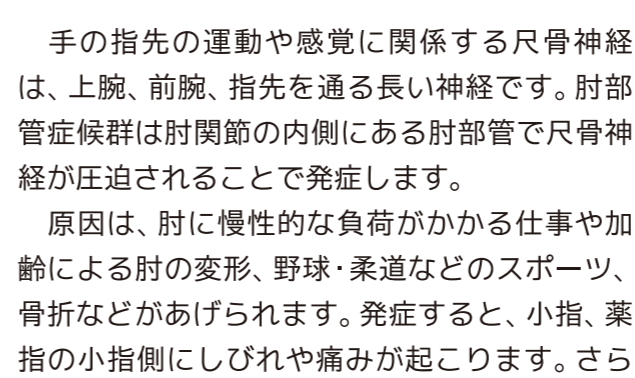 手の指先の運動や感覚に関係する尺骨神経
は、上腕、前腕、指先を通る長い神経です。肘部
管症候群は肘関節の内側にある肘部管で尺骨神
経が圧迫されることで発症します。
　原因は、肘に慢性的な負荷がかかる仕事や加
齢による肘の変形、野球・柔道などのスポーツ、
骨折などがあげられます。発症すると、小指、薬
指の小指側にしびれや痛みが起こります。さら